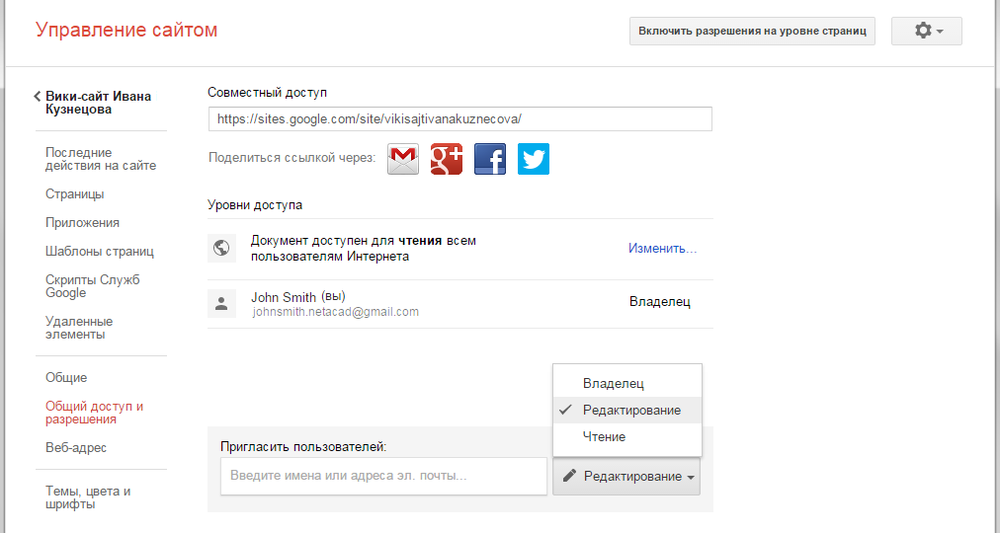 Управление сайтом
Включить разрешения на уровне страниц
Вики-сайт Ивана
Кузнецова
Последние
действия на сайте
Страницы
Приложения
Шаблоны страниц
Скрипты Служб
Google
Удаленные
элементы
Общие
Общий доступ и
разрешения
Веб-адрес
Темы, цвета и
шрифты
Совместный доступ
https://sites.google.com/site/vikisajtivanakuznecova/
Поделиться ссылкой через:
Уровни доступа
Документ доступен для чтения всем
пользователям Интернета
Изменить...
John Smith (вы)
johnsmith.netacad@gmail.com
Владелец
Владелец
Редактирование
Чтение
Пригласить пользователей:
Введите имена или адреса эл. почты...
Редактирование